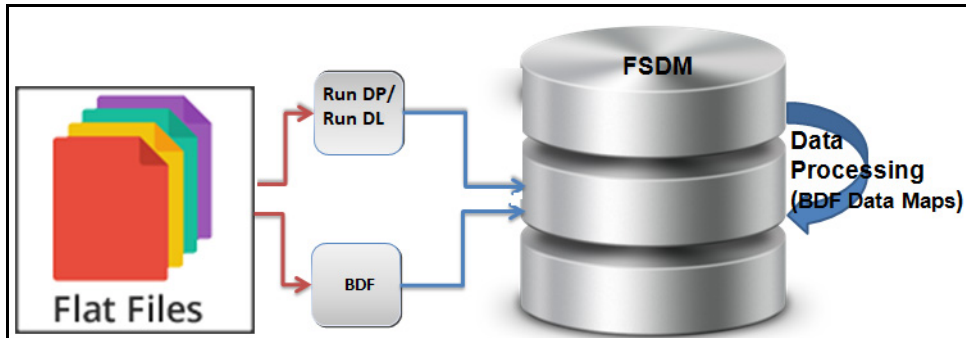 Flat Files
Run DP/
Run DL
BDF
FSDM
Data
Processing
(BDF Data Maps)